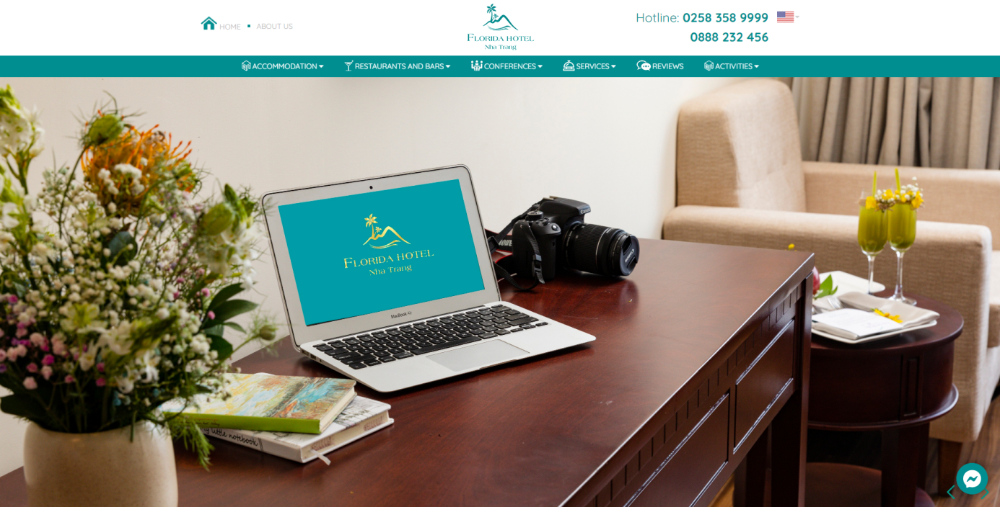 HOME
ABOUT US
FLORIDA HOTEL
Nha Trang
Hotline: 0258 358 9999
0888 232 456
ACCOMMODATION
RESTAURANTS AND BARS
CONFERENCES
SERVICES
REVIEWS
ACTIVITIES
FLORIDA HOTEL
Nha Trang
MacBook Air
Canon
little notebook